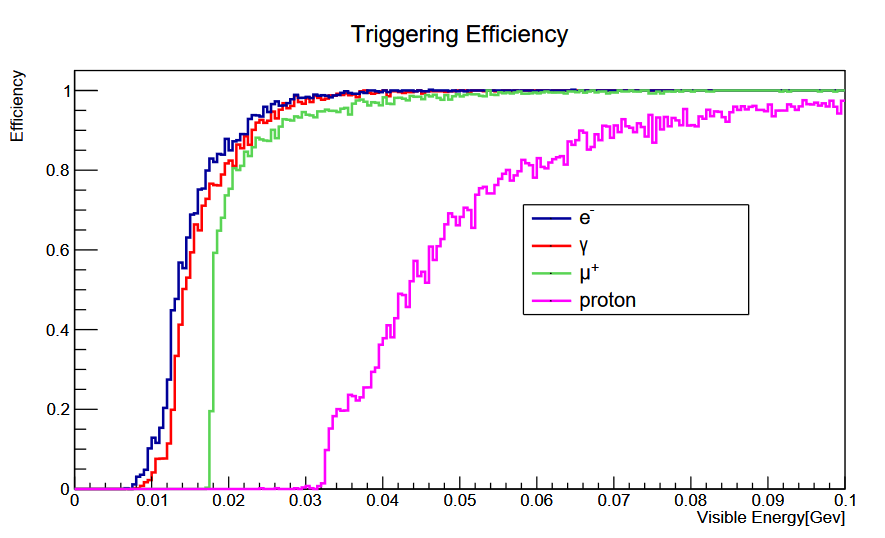 Triggering Efficiency
Efficiency
1
0.8
0.6
0.4
0.2
0
e-
γ
μ+
proton
0 0.01 0.02 0.03 0.04 0.05 0.06 0.07 0.08 0.09 0.1
Visible Energy[Gev]